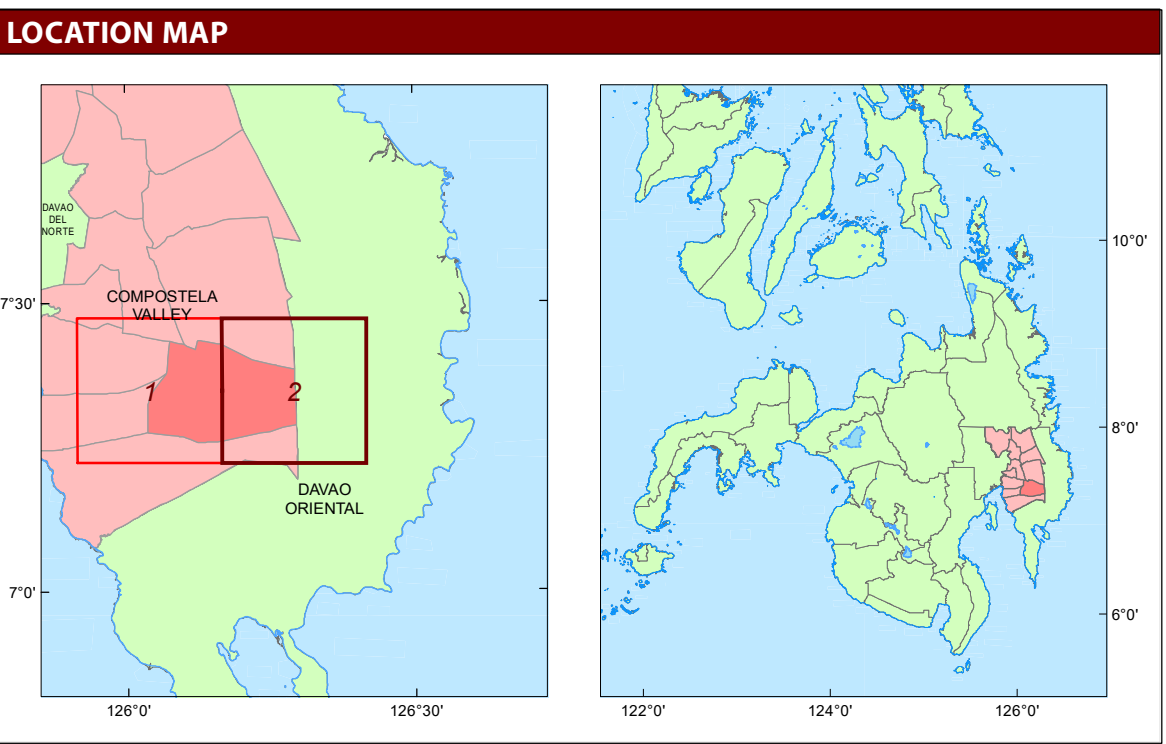 LOCATION MAP
DAVAO
DEL
NORTE
7°30'
COMPOSTELA
VALLEY
1
2
DAVAO
ORIENTAL
7°0'
126°0'
126°30'
10°0'
8°0'
6°0'
122°0'
124°0'
126°0'